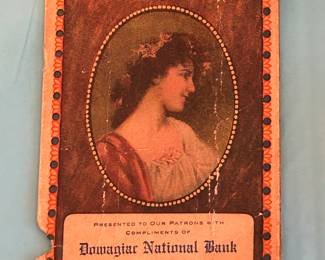 Presented to Our Patrons with
Compliments of
Dowagiac National Bank